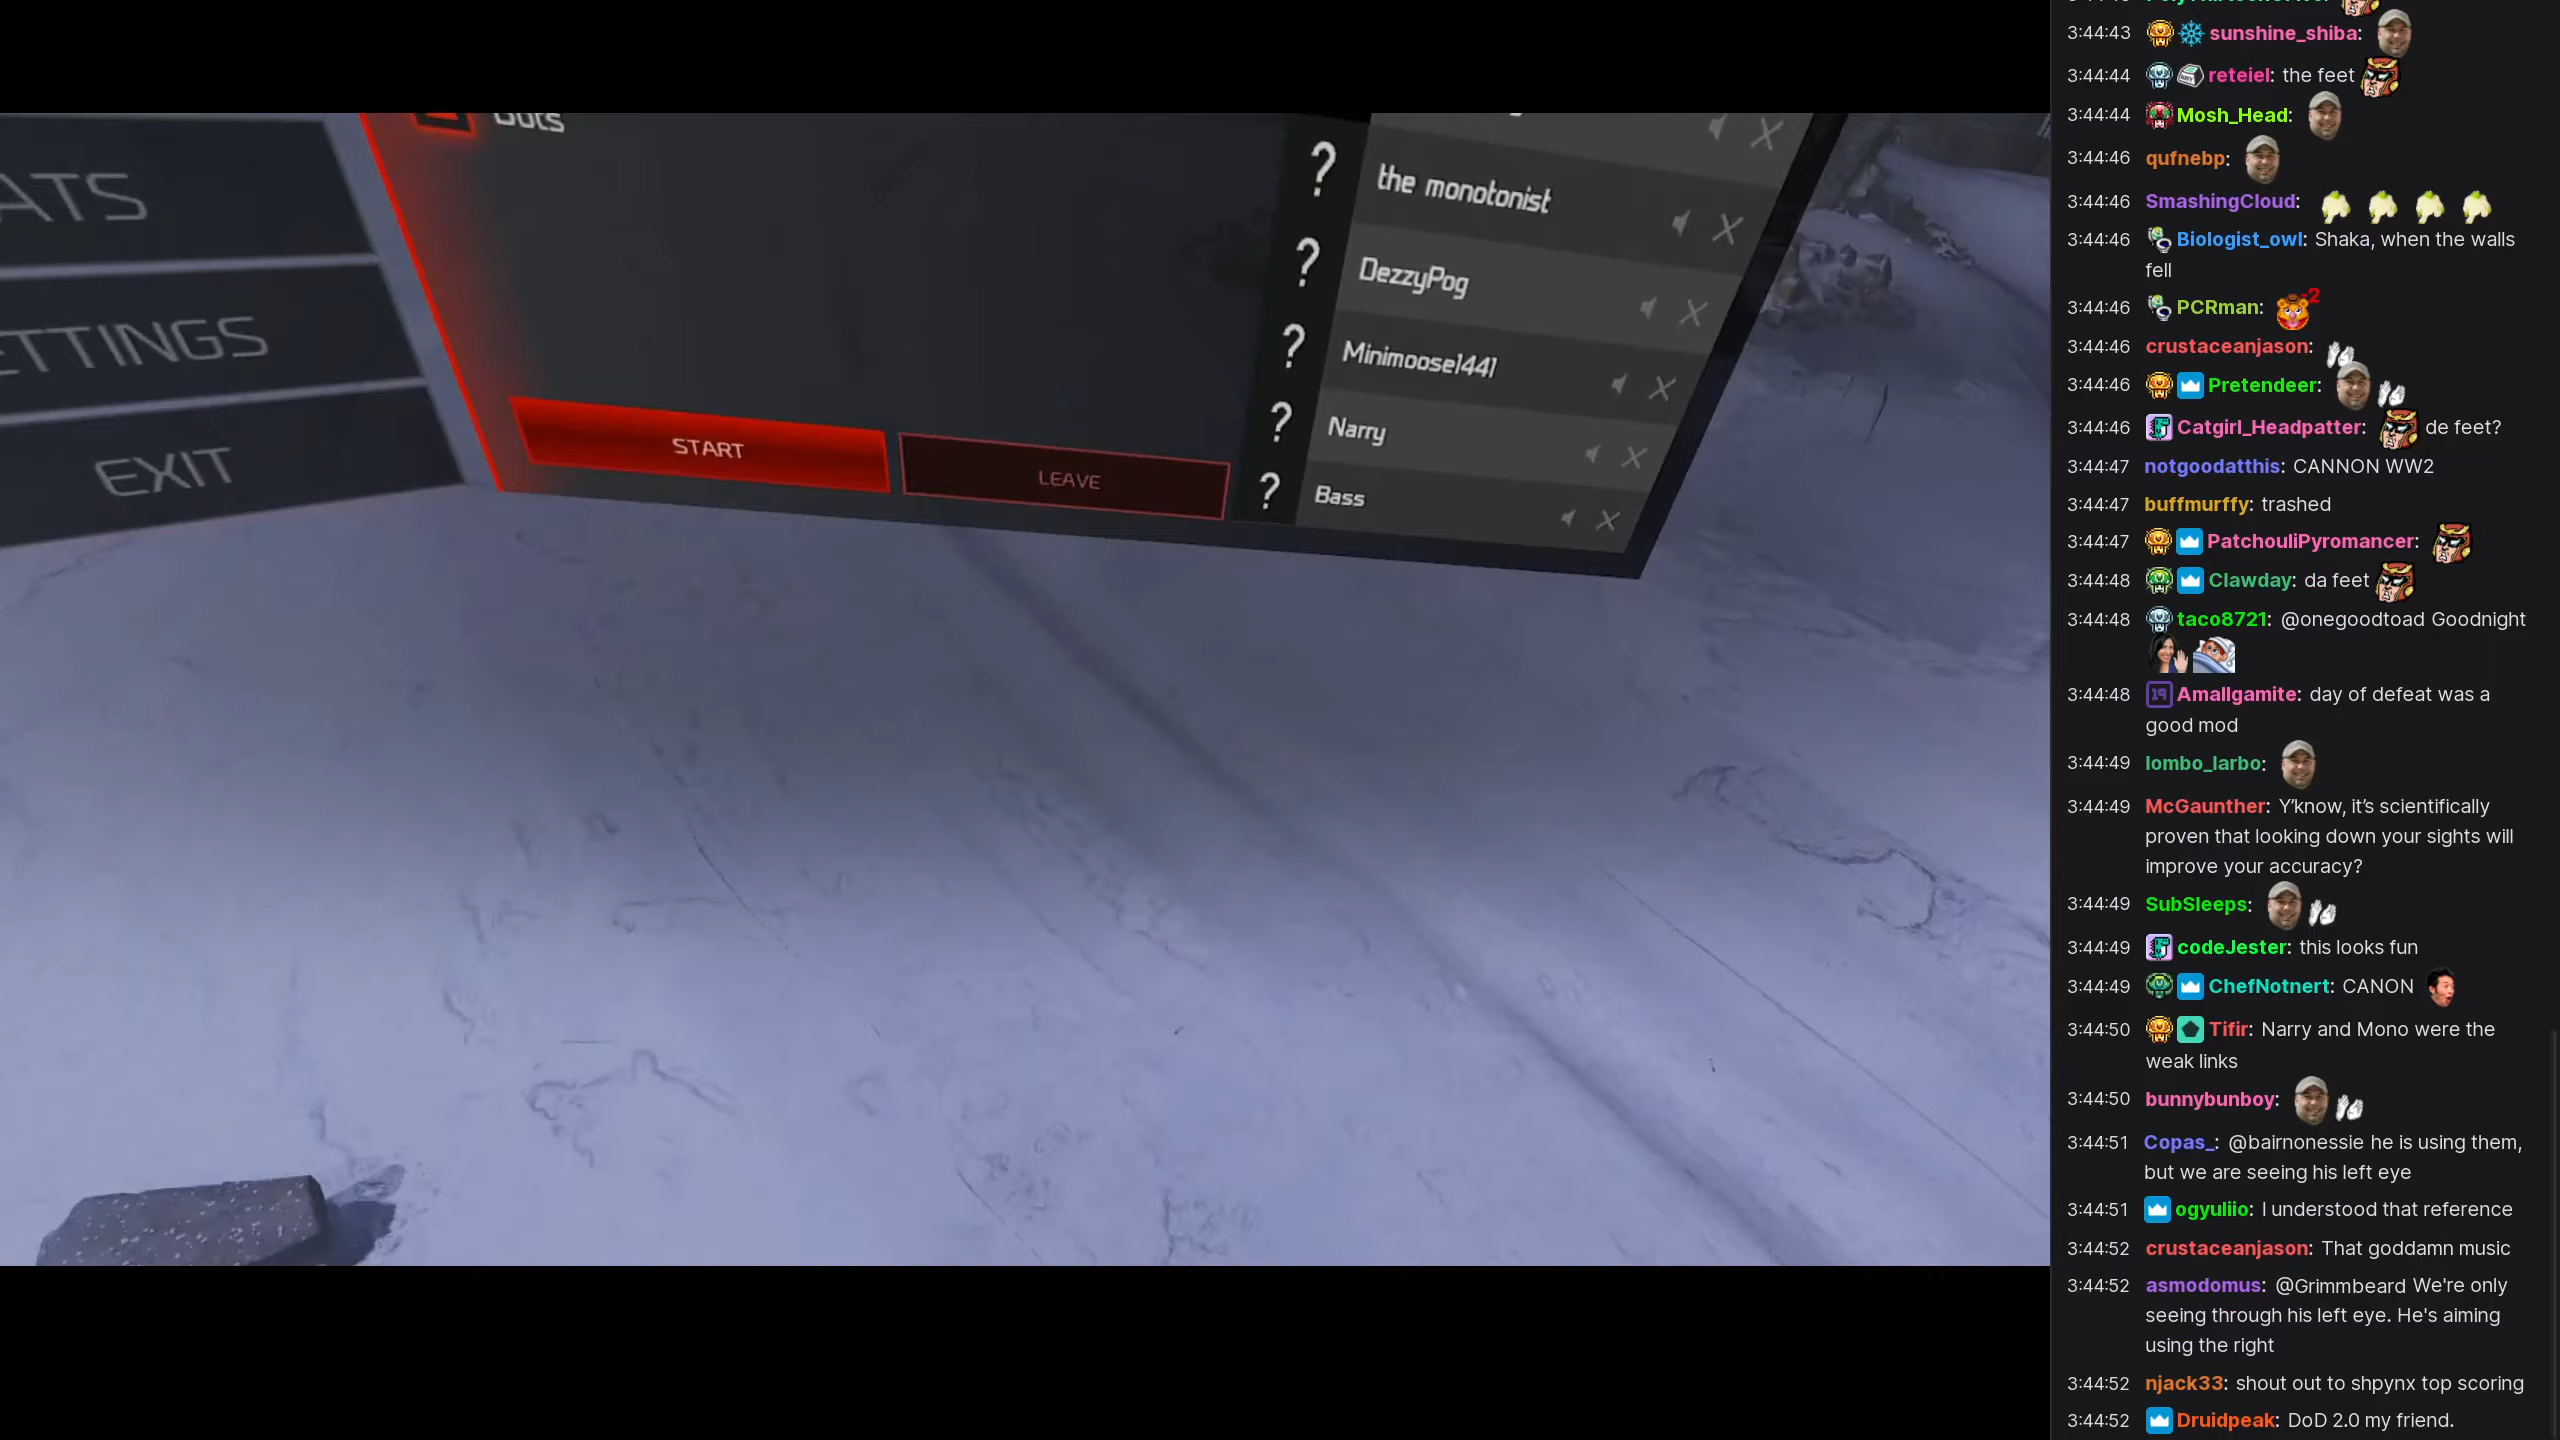 ATS
ETTINGS
EXIT
outs
START
LEAVE
? the monotonist
? DezzyPog
? Minimoose1441
? Narry
? Bass
3:44:43 sunshine_shiba:
3:44:44 reteiel: the feet
3:44:44 Mosh_Head:
3:44:46 qufnebp:
3:44:46 SmashingCloud:
3:44:46 Biologist_owl: Shaka, when the walls
fell
3:44:46 PCRman: -2
3:44:46 crustaceanjason:
3:44:46 Pretendeer:
3:44:46 Catgirl_Headpatter: de feet?
3:44:47 notgoodatthis: CANNON WW2
3:44:47 buffmurffy: trashed
3:44:47 PatchouliPyromancer:
3:44:48 Clawday: da feet
3:44:48 taco8721: @onegoodtoad Goodnight
3:44:48 19 Amallgamite: day of defeat was a
good mod
3:44:49 lombo_larbo:
3:44:49 McGaunther: Y'know, it's scientifically
proven that looking down your sights will
improve your accuracy?
3:44:49 SubSleeps:
3:44:49 codeJester: this looks fun
3:44:49 ChefNotnert: CANON
3:44:50 Tifir: Narry and Mono were the
weak links
3:44:50 bunnybunboy:
3:44:51 Copas_: @bairnonessie he is using them,
but we are seeing his left eye
3:44:51 ogyuliio: I understood that reference
3:44:52 crustaceanjason: That goddamn music
3:44:52 asmodomus: @Grimmbeard We're only
seeing through his left eye. He's aiming
using the right
3:44:52 njack33: shout out to shpynx top scoring
3:44:52 Druidpeak: DoD 2.0 my friend.